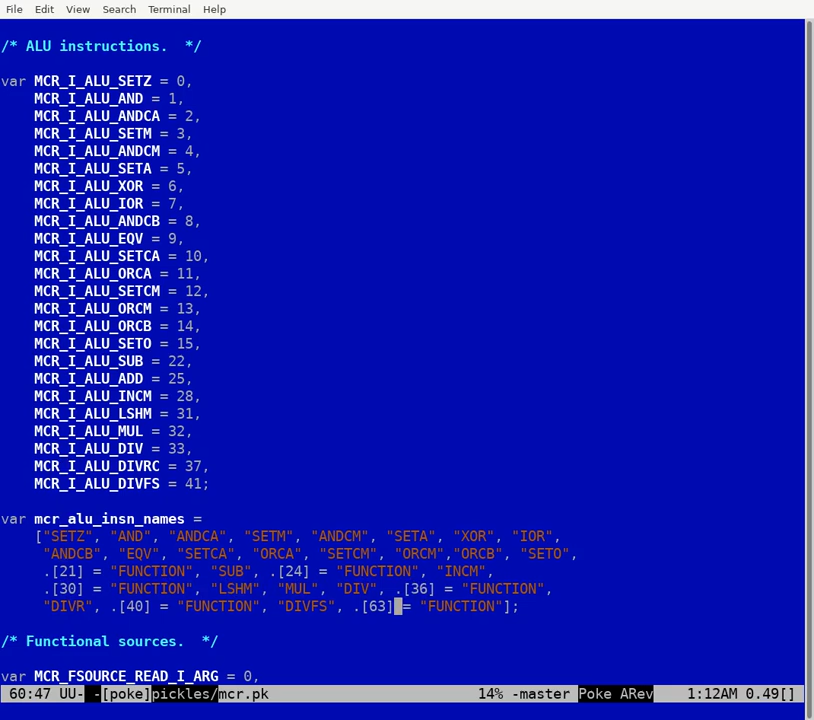 File Edit View Search Terminal Help
/* ALU instructions.  */
var MCR_I_ALU_SETZ = 0,
    MCR_I_ALU_AND = 1,
    MCR_I_ALU_ANDCA = 2,
    MCR_I_ALU_SETM = 3,
    MCR_I_ALU_ANDCM = 4,
    MCR_I_ALU_SETA = 5,
    MCR_I_ALU_XOR = 6,
    MCR_I_ALU_IOR = 7,
    MCR_I_ALU_ANDCB = 8,
    MCR_I_ALU_EQV = 9,
    MCR_I_ALU_SETCA = 10,
    MCR_I_ALU_ORCA = 11,
    MCR_I_ALU_SETCM = 12,
    MCR_I_ALU_ORCM = 13,
    MCR_I_ALU_ORCB = 14,
    MCR_I_ALU_SETO = 15,
    MCR_I_ALU_SUB = 22,
    MCR_I_ALU_ADD = 25,
    MCR_I_ALU_INCM = 28,
    MCR_I_ALU_LSHM = 31,
    MCR_I_ALU_MUL = 32,
    MCR_I_ALU_DIV = 33,
    MCR_I_ALU_DIVRC = 37,
    MCR_I_ALU_DIVFS = 41;
var mcr_alu_insn_names =
    ["SETZ", "AND", "ANDCA", "SETM", "ANDCM", "SETA", "XOR", "IOR",
     "ANDCB", "EQV", "SETCA", "ORCA", "SETCM", "ORCM","ORCB", "SETO",
     .[21] = "FUNCTION", "SUB", .[24] = "FUNCTION", "INCM",
     .[30] = "FUNCTION", "LSHM", "MUL", "DIV", .[36] = "FUNCTION",
     "DIVR", .[40] = "FUNCTION", "DIVFS", .[63] = "FUNCTION"];
/* Functional sources.  */
var MCR_FSOURCE_READ_I_ARG = 0,
60:47 UU- -[poke]pickles/mcr.pk 14% -master Poke ARev 1:12AM 0.49[]